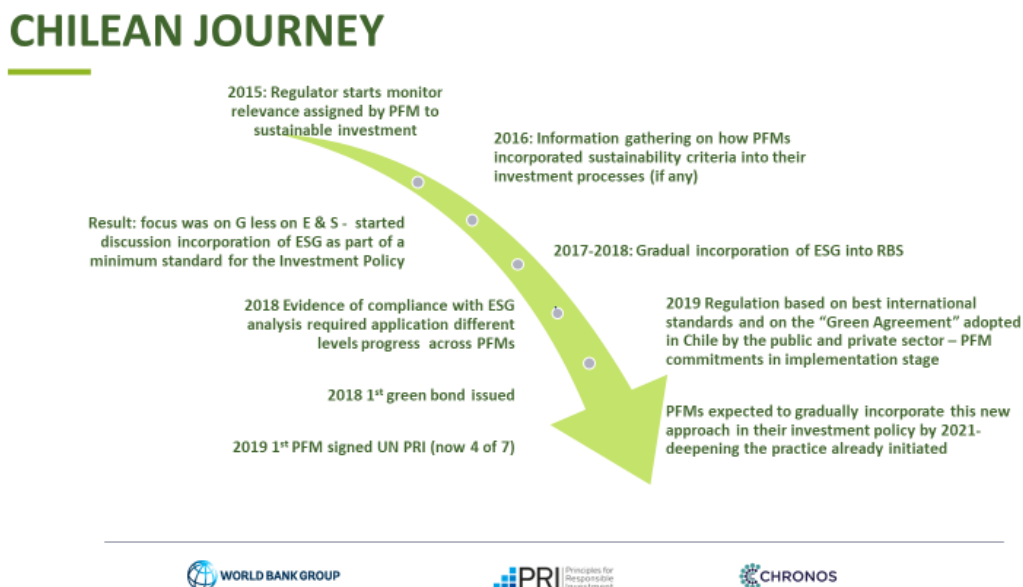 CHILEAN JOURNEY
2015: Regulator starts monitor
relevance assigned by PFM to
sustainable investment
2016: Information gathering on how PFMs
incorporated sustainability criteria into their
investment processes (if any)
Result: focus was on G less on E & S - started
discussion incorporation of ESG as part of a
minimum standard for the Investment Policy
2017-2018: Gradual incorporation of ESG into RBS
2018 Evidence of compliance with ESG
analysis required application different
levels progress across PFMs
2019 Regulation based on best international
standards and on the “Green Agreement” adopted
in Chile by the public and private sector – PFM
commitments in implementation stage
2018 1st green bond issued
PFMs expected to gradually incorporate this new
approach in their investment policy by 2021-
deepening the practice already initiated
2019 1st PFM signed UN PRI (now 4 of 7)
WORLD BANK GROUP
PRI
Principles for
Responsible
Investment
CHRONOS